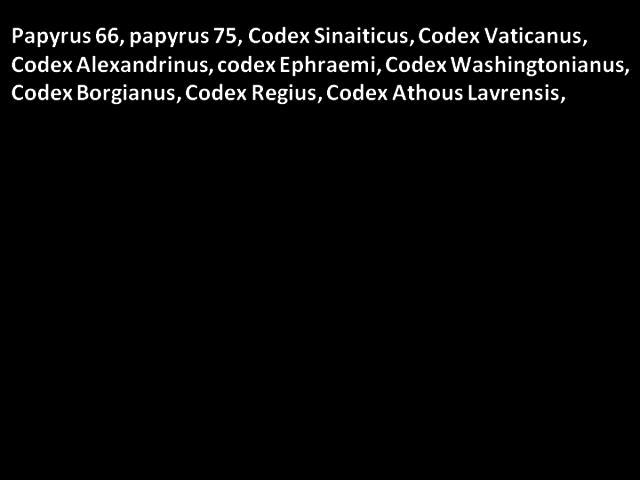 Papyrus 66, papyrus 75, Codex Sinaiticus, Codex Vaticanus,
Codex Alexandrinus, codex Ephraemi, Codex Washingtonianus,
Codex Borgianus, Codex Regius, Codex Athous Lavrensis,